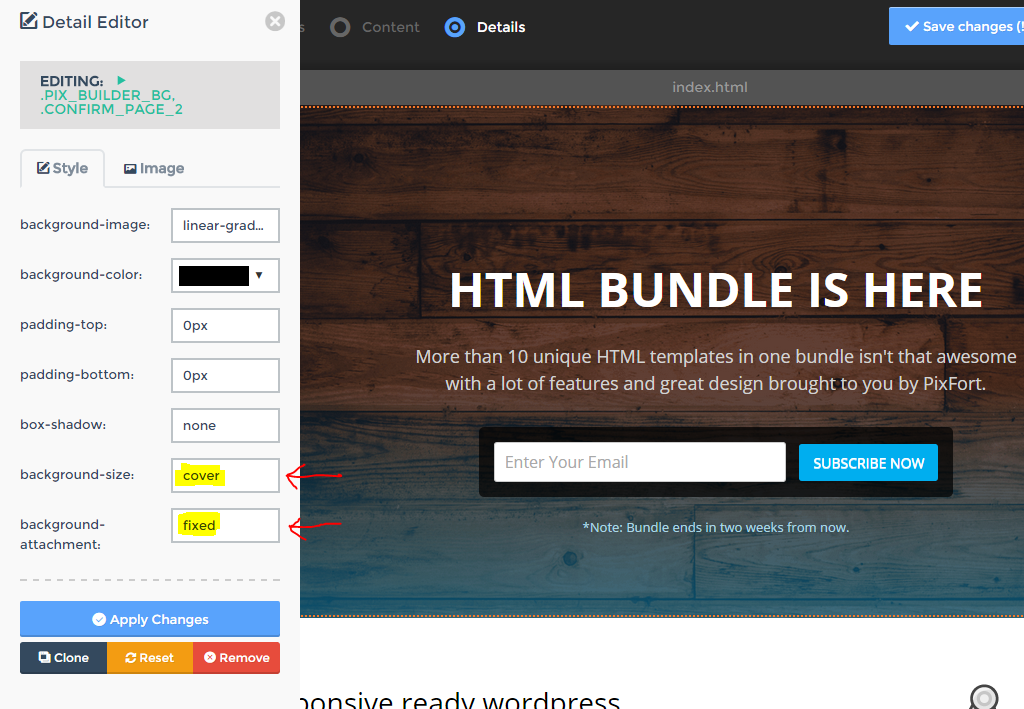 Detail Editor
s
Content
Details
Save changes (
index.html
EDITING:
.PIX_BUILDER_BG,
.CONFIRM_PAGE_2
Style
Image
background-image:
linear-grad...
background-color:
padding-top:
0px
padding-bottom:
0px
box-shadow:
none
background-size:
cover
background-
attachment:
fixed
Apply Changes
Clone
Reset
Remove
HTML BUNDLE IS HERE
More than 10 unique HTML templates in one bundle isn't that awesome
with a lot of features and great design brought to you by PixFort.
Enter Your Email
SUBSCRIBE NOW
*Note: Bundle ends in two weeks from now.
ponsive ready wordpress